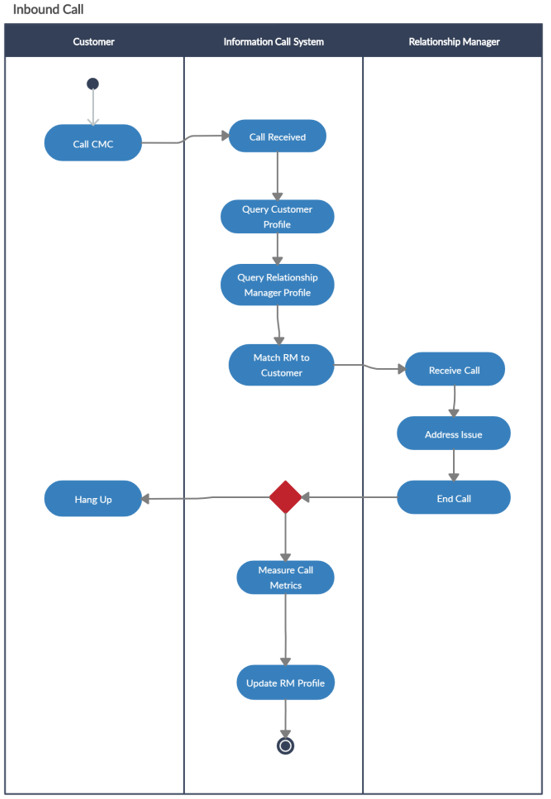 Inbound Call
Customer
Information Call System
Relationship Manager
Call CMC
Call Received
Query Customer
Profile
Query Relationship
Manager Profile
Match RM to
Customer
Receive Call
Address Issue
Hang Up
End Call
Measure Call
Metrics
Update RM Profile